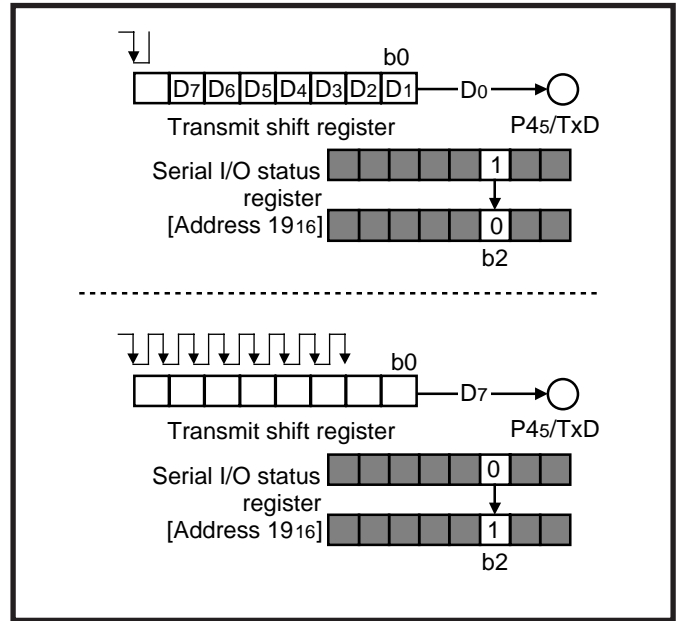 b0
D7 D6 D5 D4 D3 D2 D1 D0
Transmit shift register P45/TxD
Serial I/O status
register
[Address 1916]
1
0
b2
b0
D7
Transmit shift register P45/TxD
Serial I/O status
register
[Address 1916]
0
1
b2